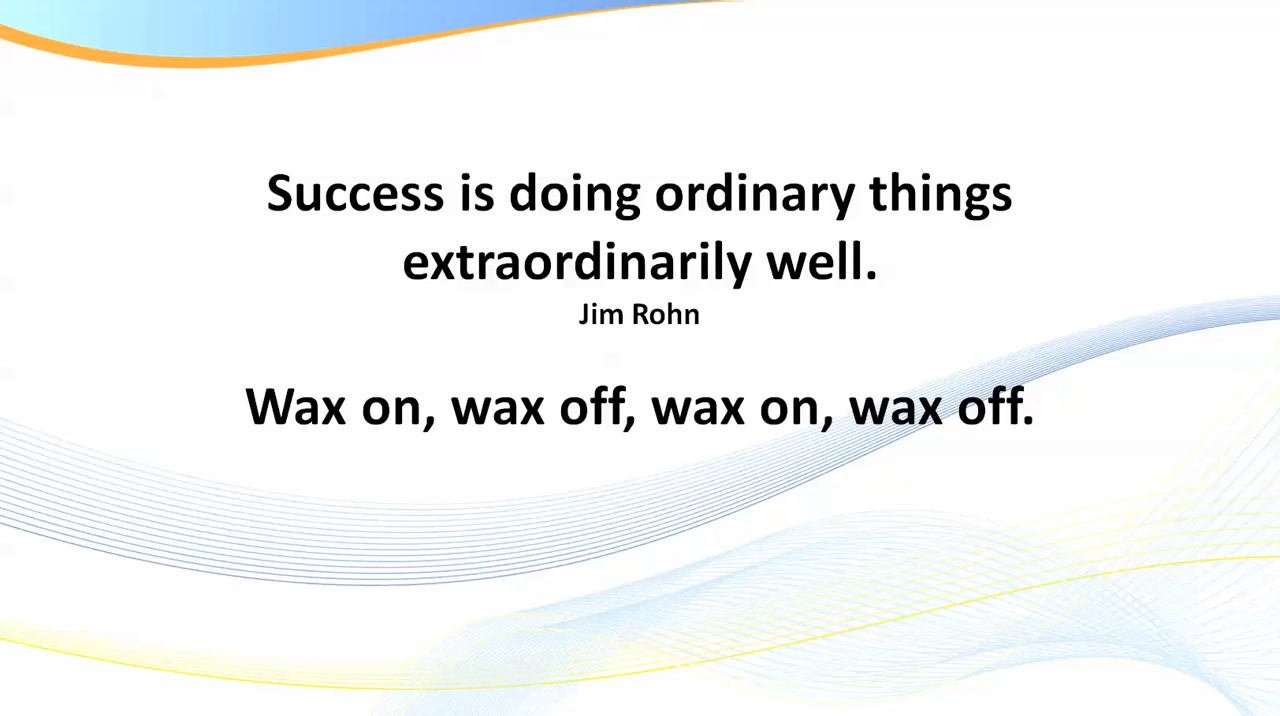 Success is doing ordinary things
extraordinarily well.
Jim Rohn
Wax on, wax off, wax on, wax off.